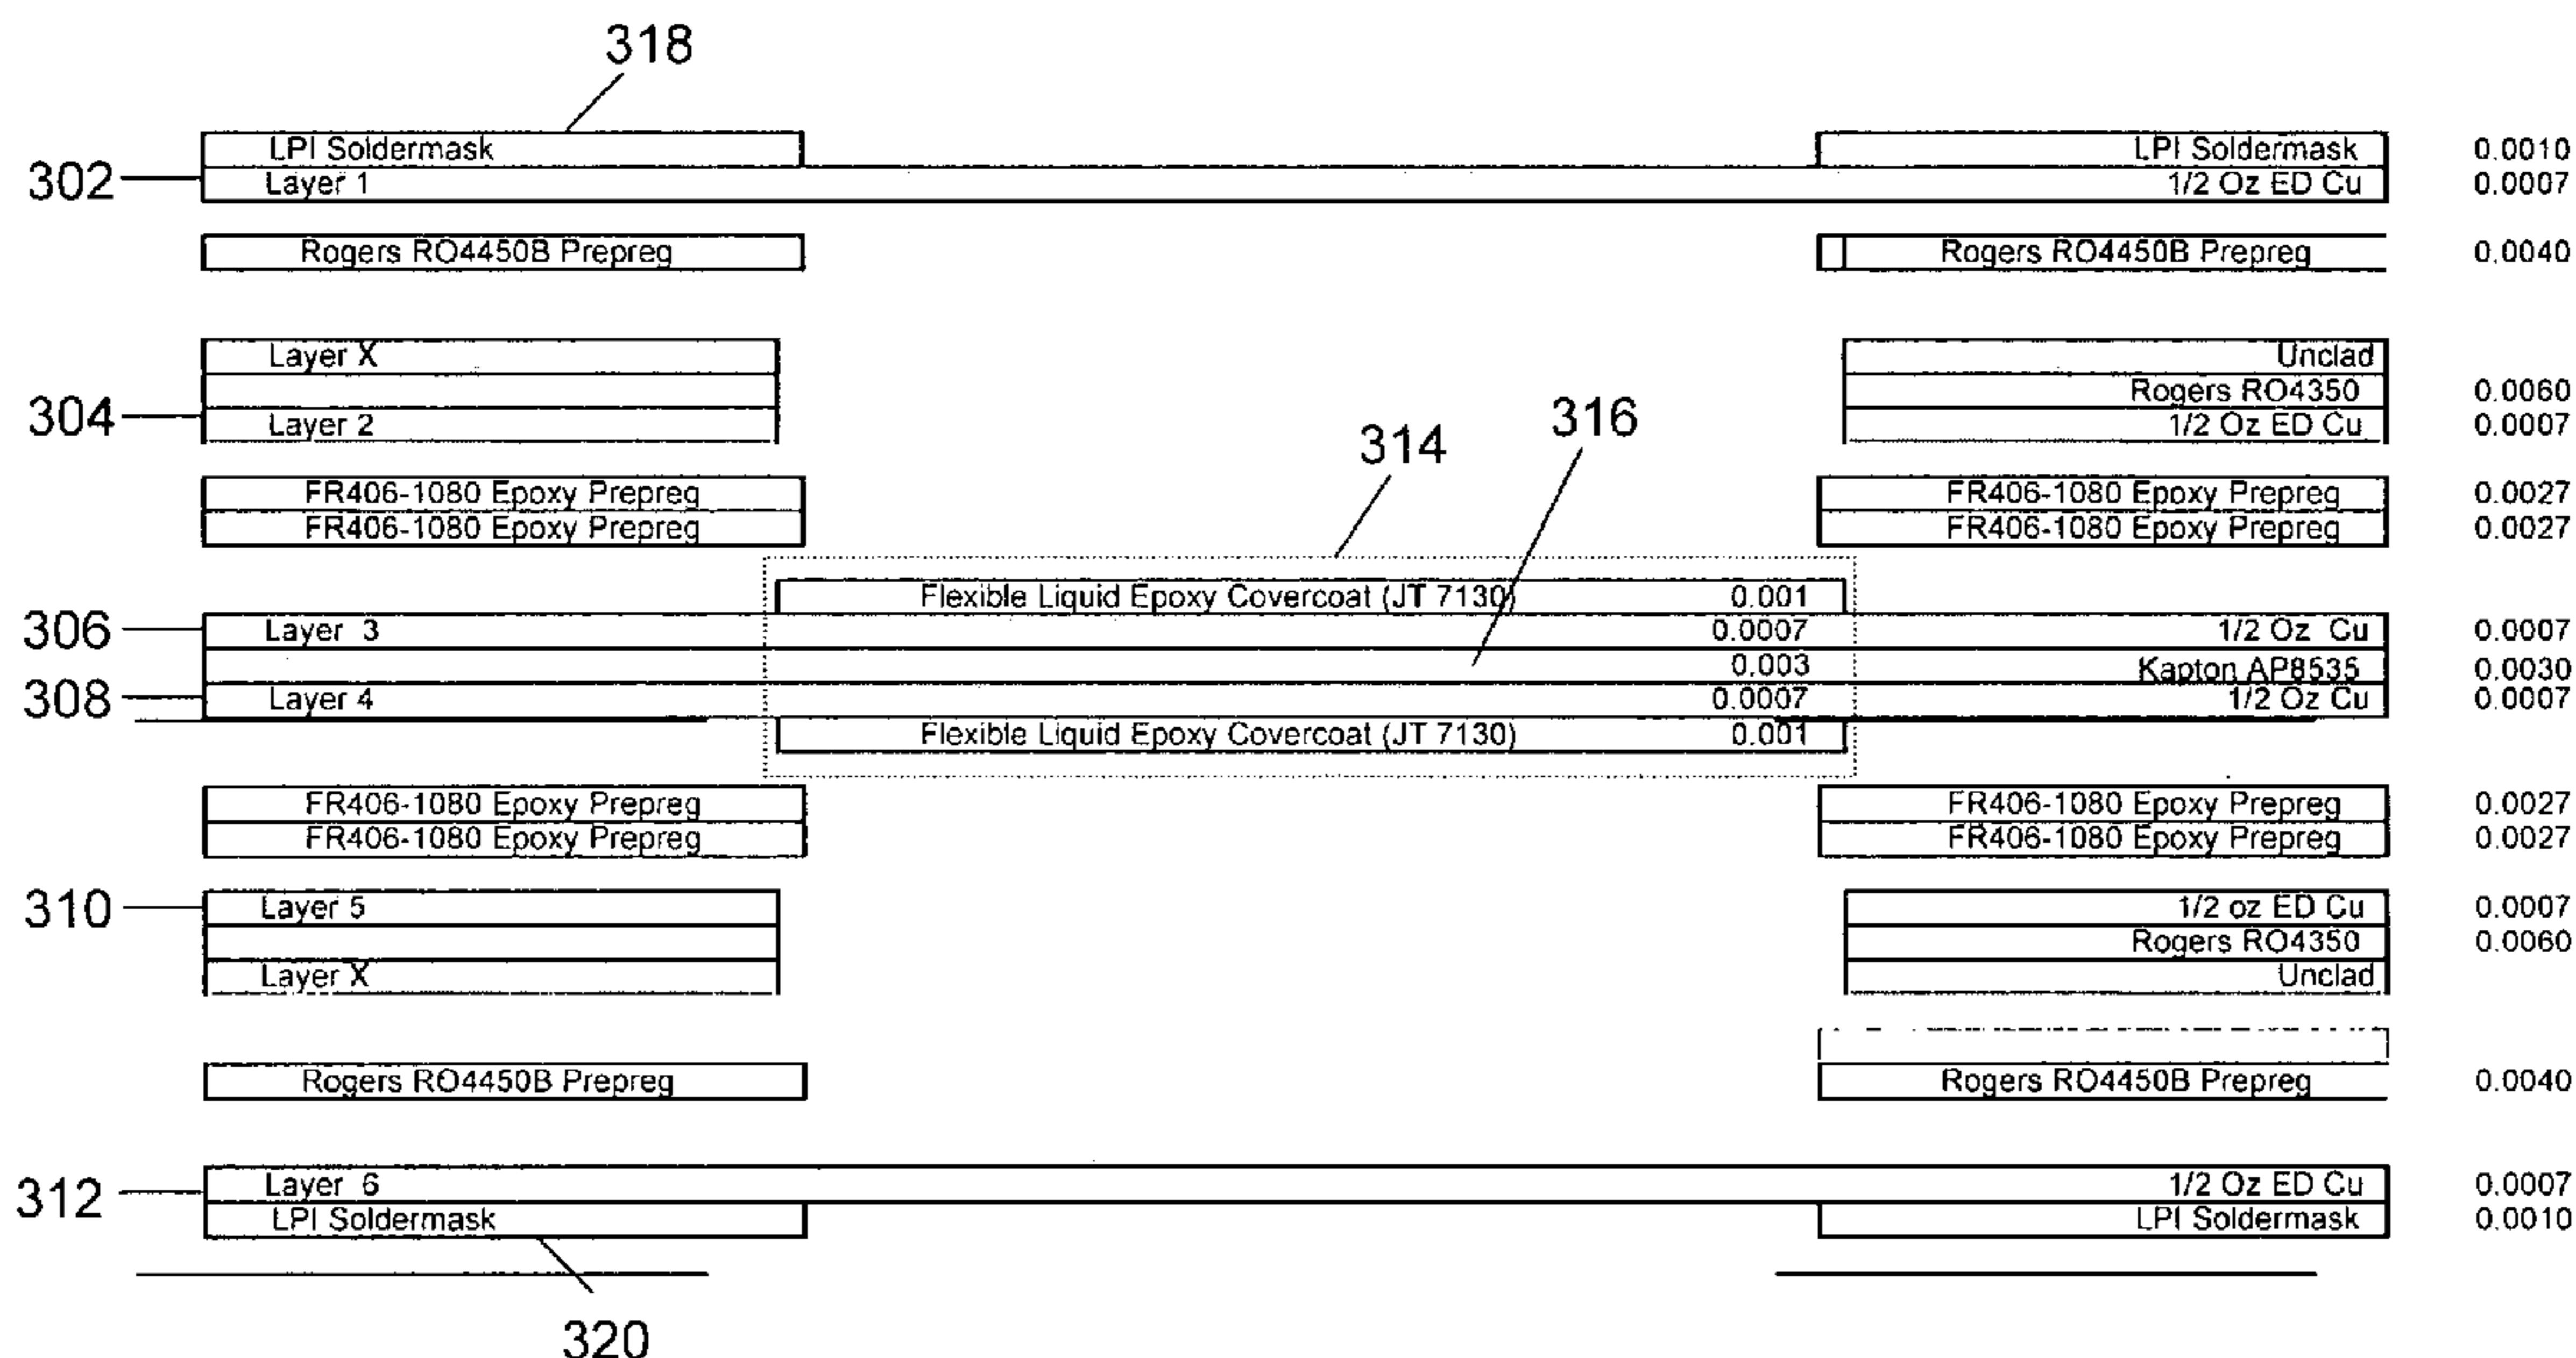 318
LPI Soldermask LPI Soldermask 0.0010
302 Layer 1 1/2 Oz ED Cu 0.0007
Rogers RO4450B Prepreg Rogers RO4450B Prepreg 0.0040
Layer X Unclad
Rogers RO4350 0.0060
304 Layer 2 1/2 Oz ED Cu 0.0007
314 316
FR406-1080 Epoxy Prepreg FR406-1080 Epoxy Prepreg 0.0027
FR406-1080 Epoxy Prepreg FR406-1080 Epoxy Prepreg 0.0027
Flexible Liquid Epoxy Covercoat (JT 7130) 0.001
306 Layer 3 0.0007 1/2 Oz Cu 0.0007
0.003 Kapton AP8535 0.0030
308 Layer 4 0.0007 1/2 Oz Cu 0.0007
Flexible Liquid Epoxy Covercoat (JT 7130) 0.001
FR406-1080 Epoxy Prepreg FR406-1080 Epoxy Prepreg 0.0027
FR406-1080 Epoxy Prepreg FR406-1080 Epoxy Prepreg 0.0027
310 Layer 5 1/2 oz ED Cu 0.0007
Rogers RO4350 0.0060
Layer X Unclad
Rogers RO4450B Prepreg Rogers RO4450B Prepreg 0.0040
312 Layer 6 1/2 Oz ED Cu 0.0007
LPI Soldermask LPI Soldermask 0.0010
320